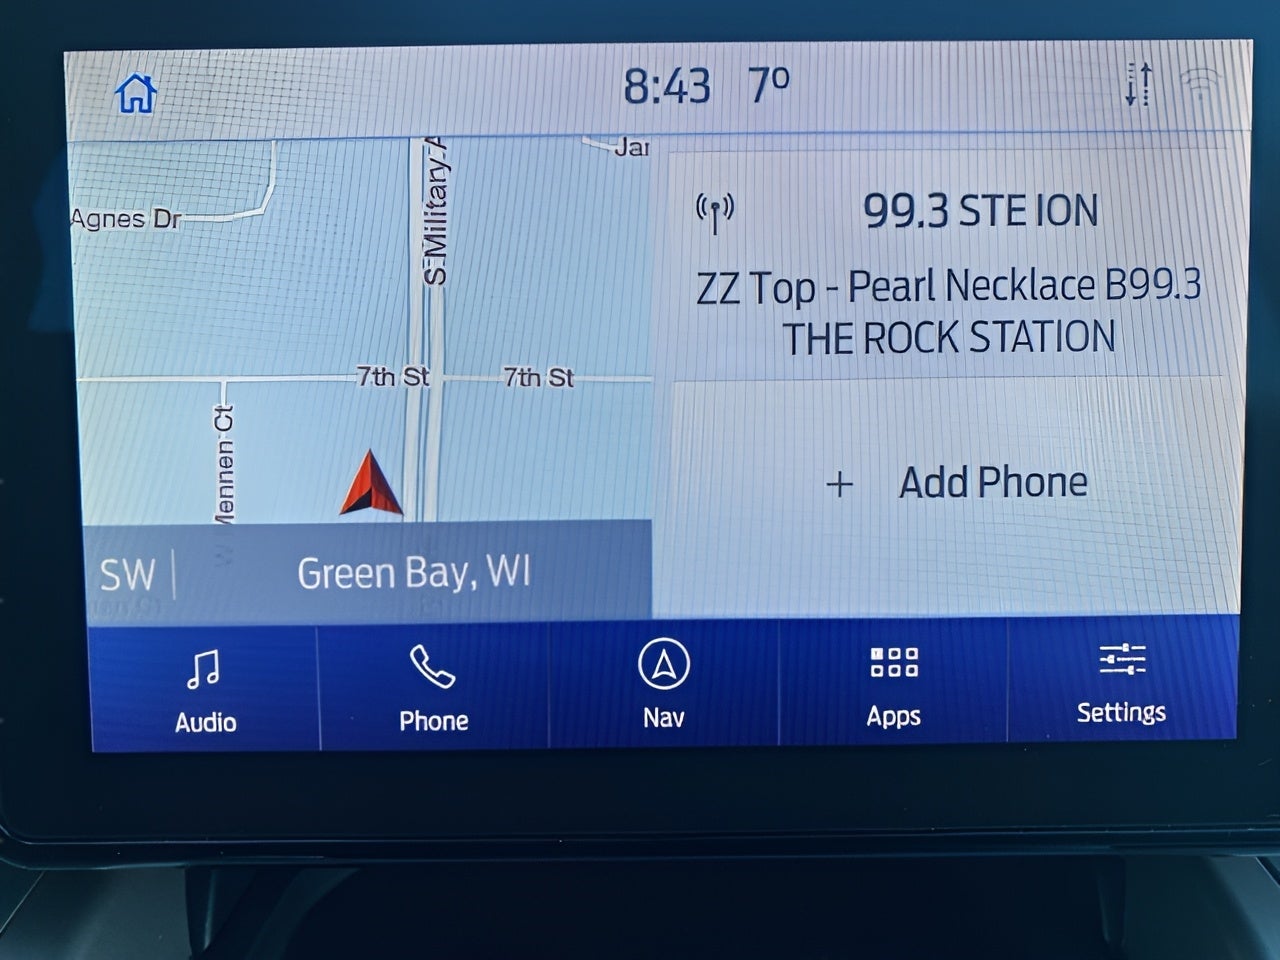 8:43 7°
Jar
S Military A
Agnes Dr
99.3 STE ION
ZZ Top - Pearl Necklace B99.3
THE ROCK STATION
7th St 7th St
Mennen Ct
+ Add Phone
SW | Green Bay, WI
Audio Phone Nav Apps Settings